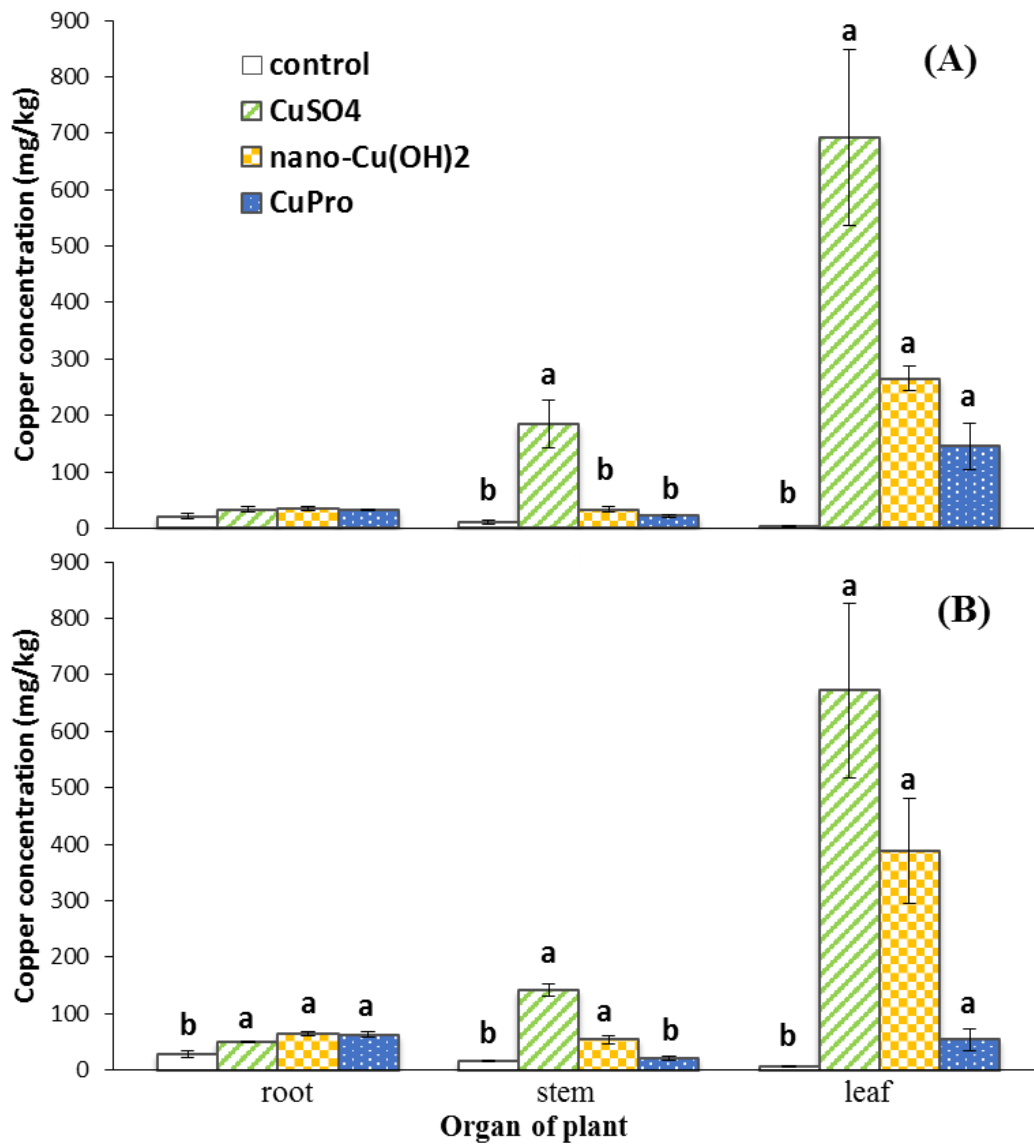 900
800
700
600
500
400
300
200
100
0
Copper concentration (mg/kg)
control
CuSO4
nano-Cu(OH)2
CuPro
(A)
b a b b b a a a
900
800
700
600
500
400
300
200
100
0
Copper concentration (mg/kg)
(B)
b a a a b a a b b a a a
root stem leaf
Organ of plant